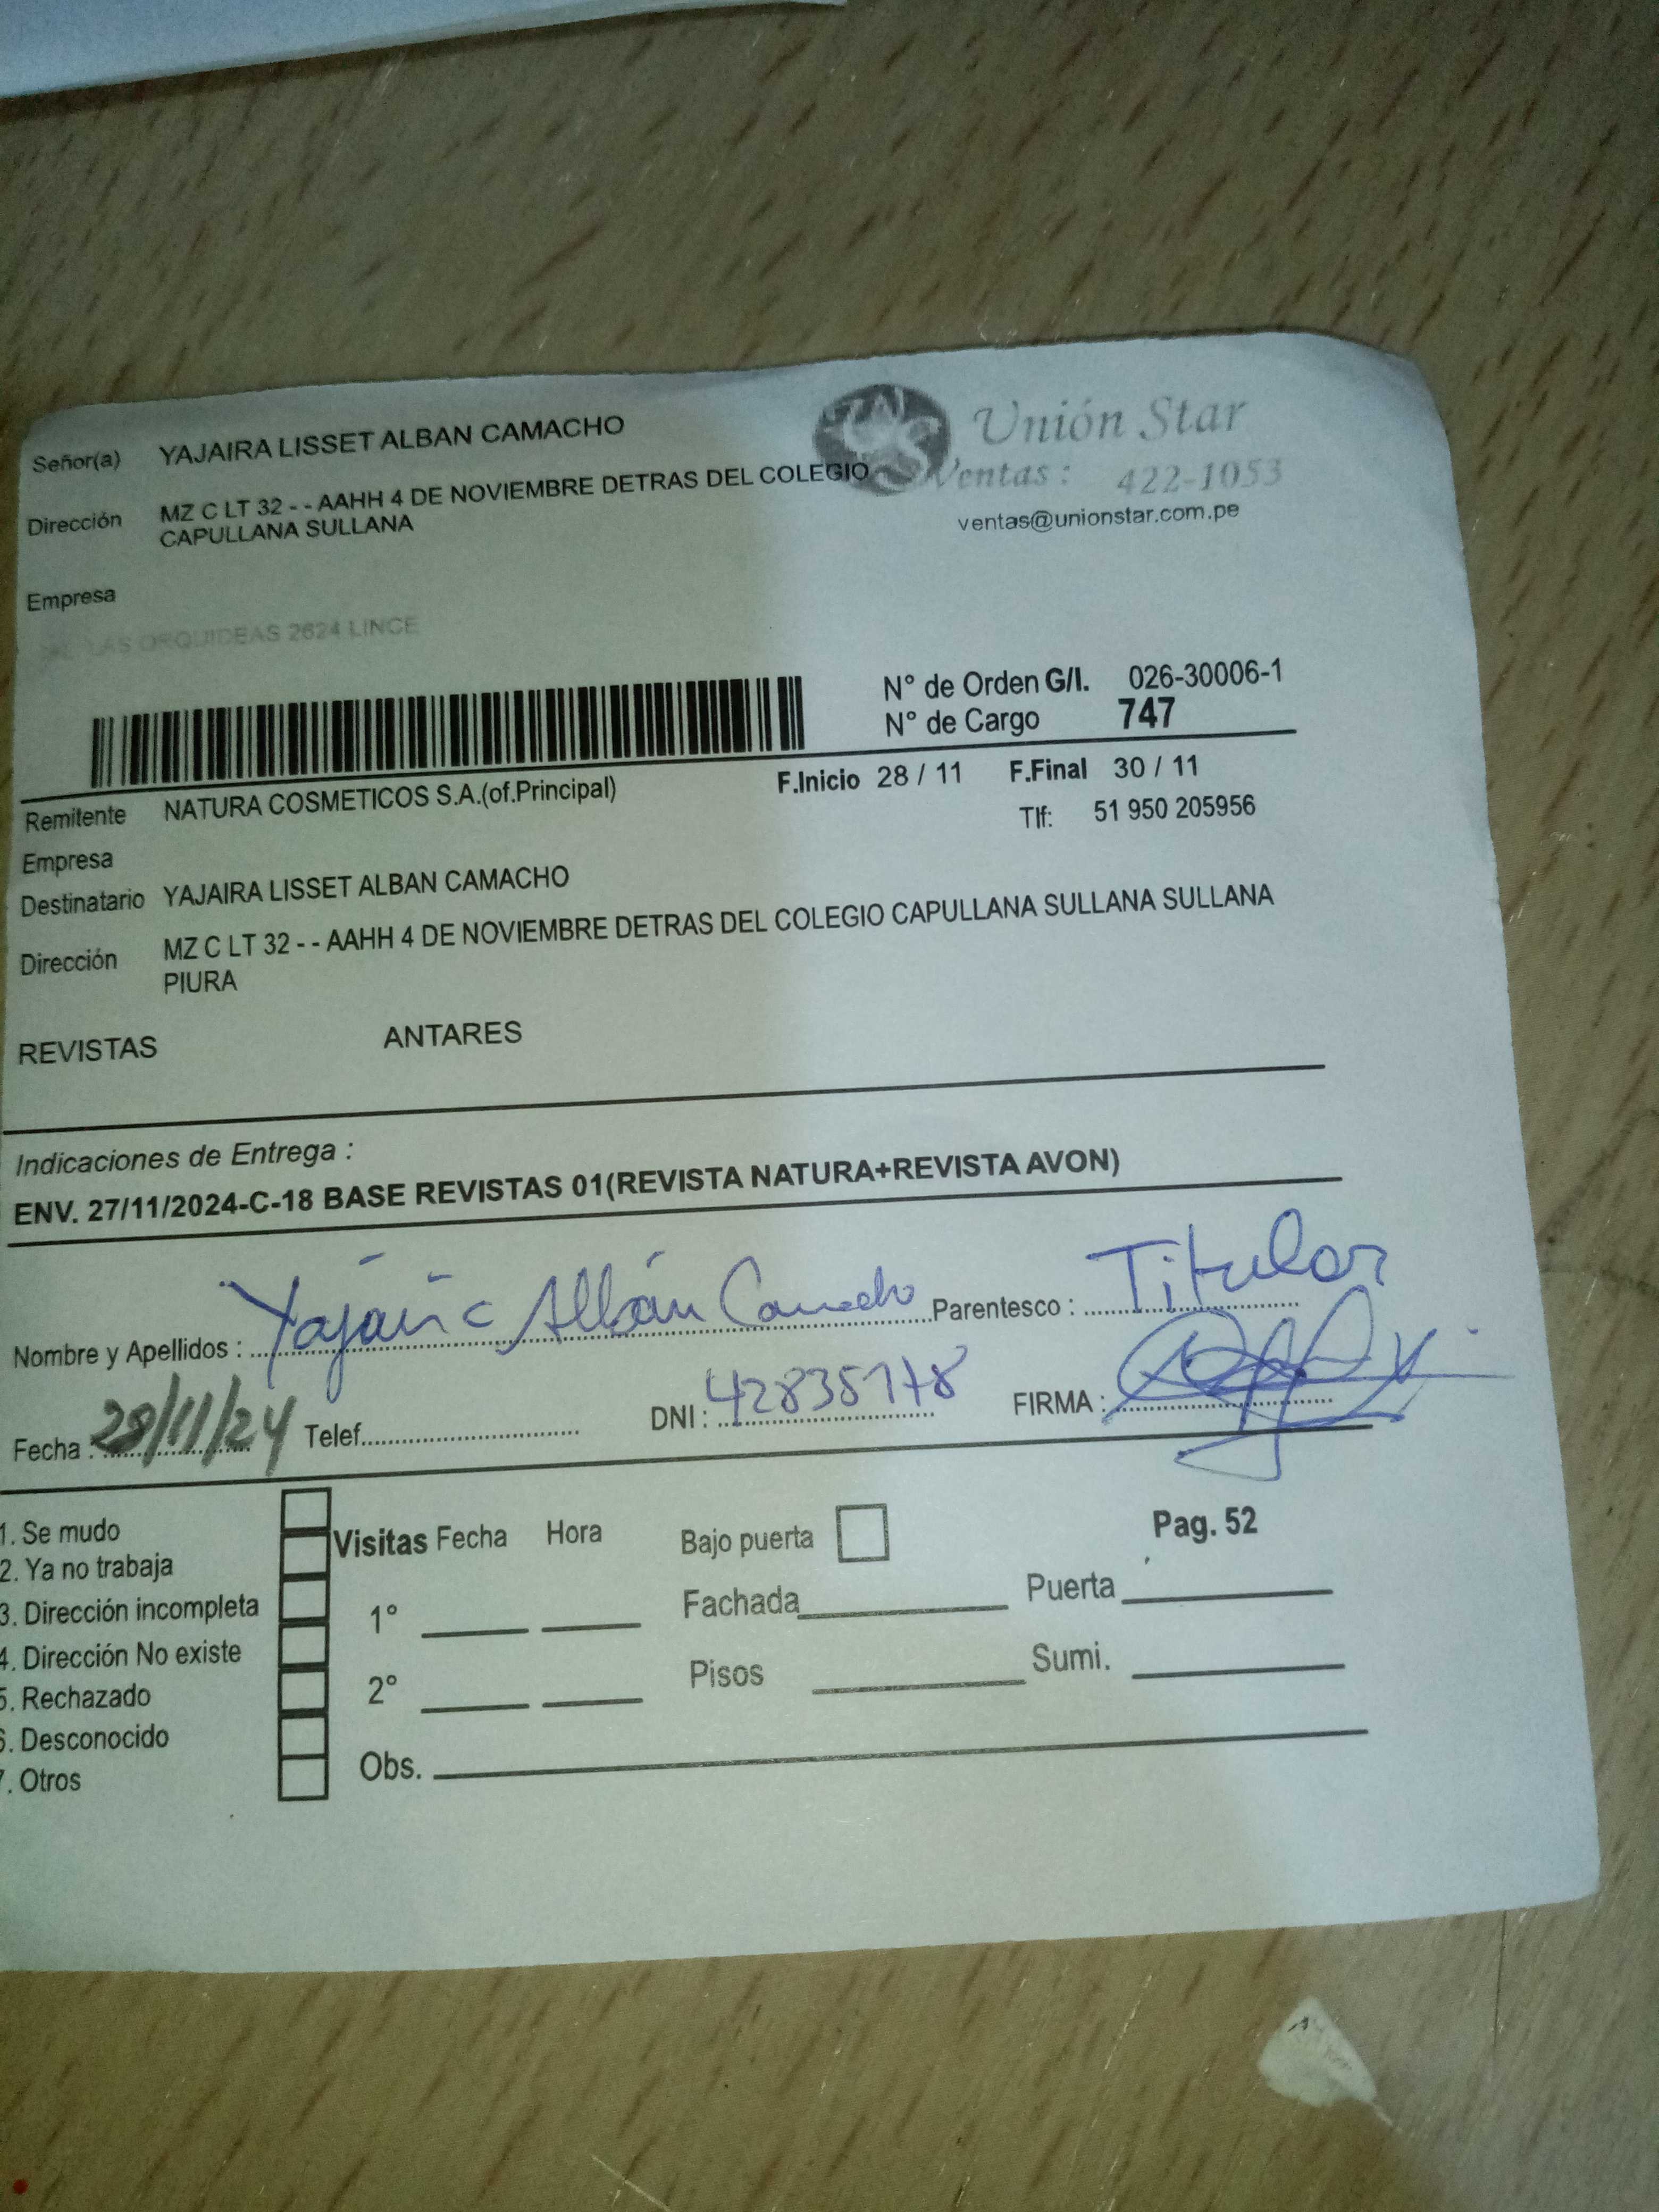 Señor(a) YAJAIRA LISSET ALBAN CAMACHO
Unión Star
Dirección MZ C LT 32 - - AAHH 4 DE NOVIEMBRE DETRAS DEL COLEGIO
CAPULLANA SULLANA
Ventas : 422-1053
ventas@unionstar.com.pe
Empresa
LAS ORQUIDEAS 2624 LINCE
N° de Orden G/I. 026-30006-1
N° de Cargo 747
F.Inicio 28 / 11 F.Final 30 / 11
Remitente NATURA COSMETICOS S.A.(of.Principal)
Tlf: 51 950 205956
Empresa
Destinatario YAJAIRA LISSET ALBAN CAMACHO
Dirección MZ C LT 32 - - AAHH 4 DE NOVIEMBRE DETRAS DEL COLEGIO CAPULLANA SULLANA SULLANA
PIURA
REVISTAS ANTARES
Indicaciones de Entrega :
ENV. 27/11/2024-C-18 BASE REVISTAS 01(REVISTA NATURA+REVISTA AVON)
Nombre y Apellidos : Yajaira Albán Camacho Parentesco : Titular
Fecha : 28/11/24 Telef. DNI : 42835178 FIRMA :
1. Se mudo
2. Ya no trabaja
3. Dirección incompleta
4. Dirección No existe
5. Rechazado
6. Desconocido
7. Otros
Visitas Fecha Hora
1°
2°
Obs.
Bajo puerta
Pag. 52
Fachada Puerta
Pisos Sumi.